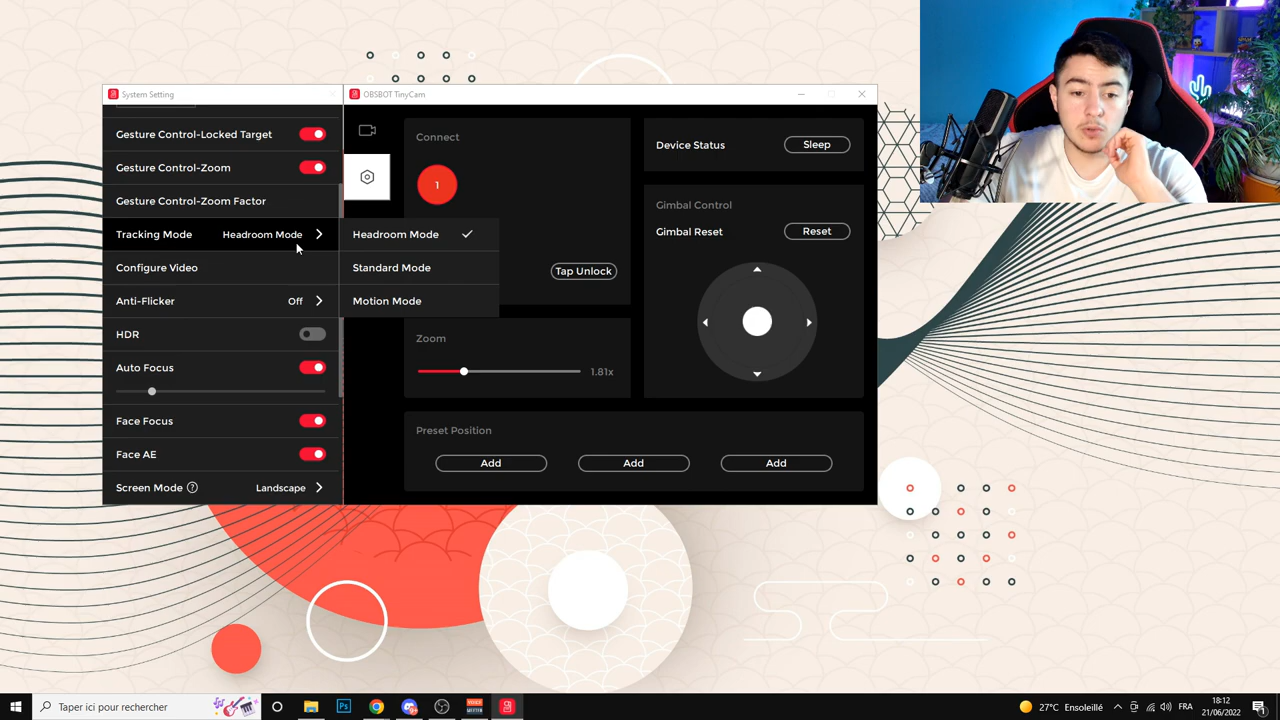 System Setting
OBSBOT TinyCam
Gesture Control-Locked Target
Gesture Control-Zoom
Gesture Control-Zoom Factor
Tracking Mode Headroom Mode
Configure Video
Anti-Flicker Off
HDR
Auto Focus
Face Focus
Face AE
Screen Mode Landscape
Headroom Mode
Standard Mode
Motion Mode
Connect
1
Tap Unlock
Zoom
1.81x
Device Status Sleep
Gimbal Control
Gimbal Reset Reset
Preset Position
Add Add Add
Taper ici pour rechercher
Ps
27°C Ensoleillé
FRA
18:12
21/06/2022
1